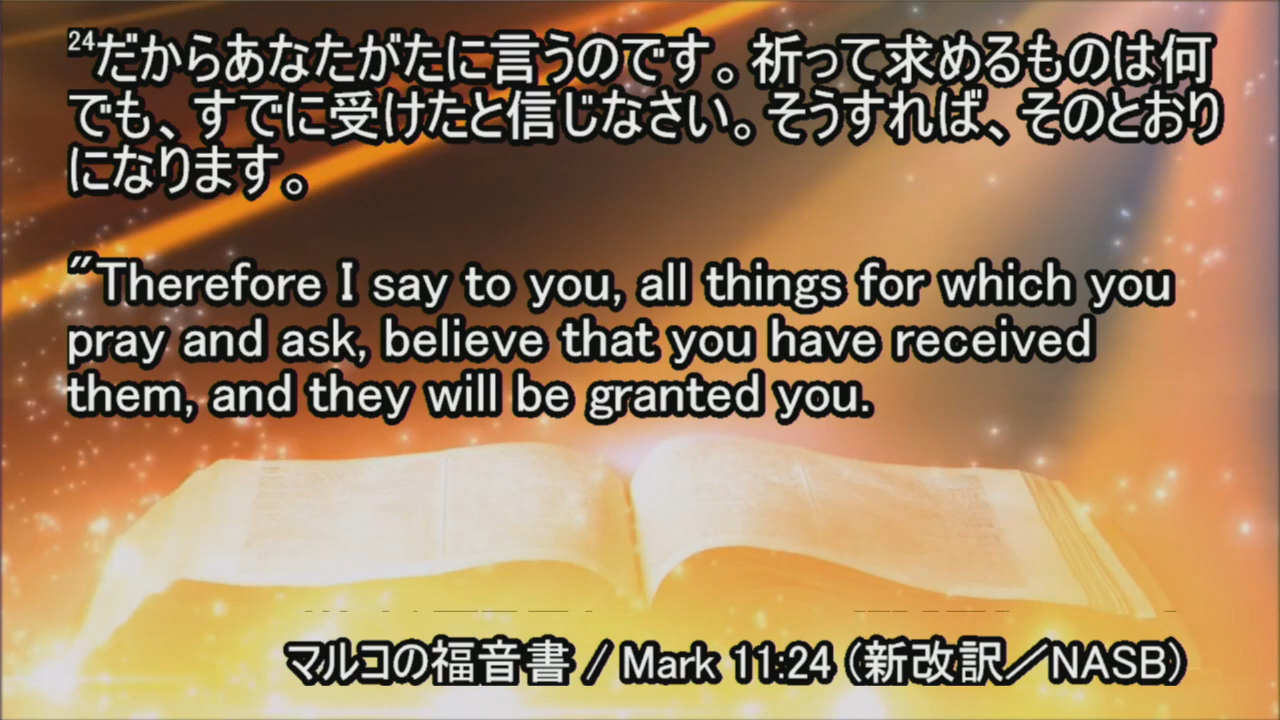 24だからあなたがたに言うのです。祈って求めるものは何
でも、すでに受けたと信じなさい。そうすれば、そのとおり
になります。
"Therefore I say to you, all things for which you
pray and ask, believe that you have received
them, and they will be granted you.
マルコの福音書 / Mark 11:24 (新改訳／NASB)